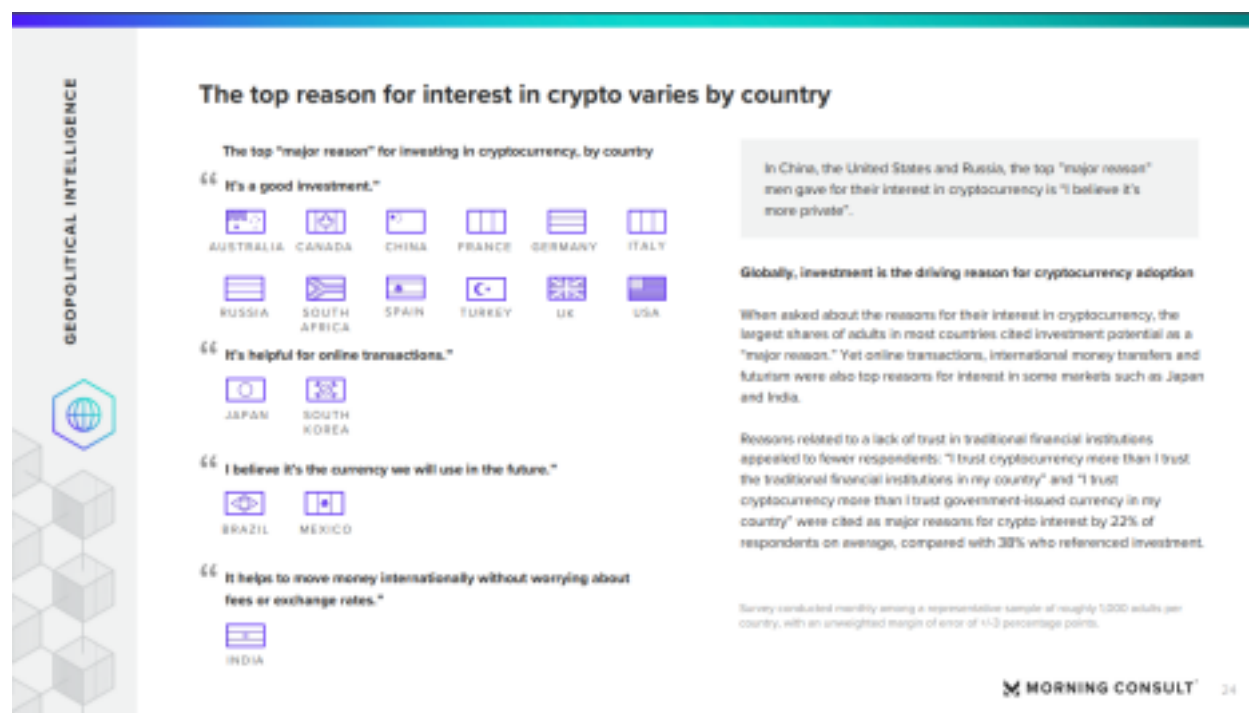 GEOPOLITICAL INTELLIGENCE
The top reason for interest in crypto varies by country
The top "major reason" for investing in cryptocurrency, by country
“ It's a good investment."
AUSTRALIA CANADA CHINA FRANCE GERMANY ITALY
RUSSIA SOUTH AFRICA SPAIN TURKEY UK USA
“ It's helpful for online transactions."
JAPAN SOUTH KOREA
“ I believe it's the currency we will use in the future."
BRAZIL MEXICO
“ It helps to move money internationally without worrying about
fees or exchange rates."
INDIA
In China, the United States and Russia, the top "major reason"
men gave for their interest in cryptocurrency is "I believe it's
more private".
Globally, investment is the driving reason for cryptocurrency adoption
When asked about the reasons for their interest in cryptocurrency, the
largest shares of adults in most countries cited investment potential as a
"major reason." Yet online transactions, international money transfers and
futurism were also top reasons for interest in some markets such as Japan
and India.
Reasons related to a lack of trust in traditional financial institutions
appealed to fewer respondents: "I trust cryptocurrency more than I trust
the traditional financial institutions in my country" and "I trust
cryptocurrency more than I trust government-issued currency in my
country" were cited as major reasons for crypto interest by 22% of
respondents on average, compared with 38% who referenced investment.
Survey conducted monthly among a representative sample of roughly 1,000 adults per
country, with an unweighted margin of error of +/-3 percentage points.
MORNING CONSULT
24